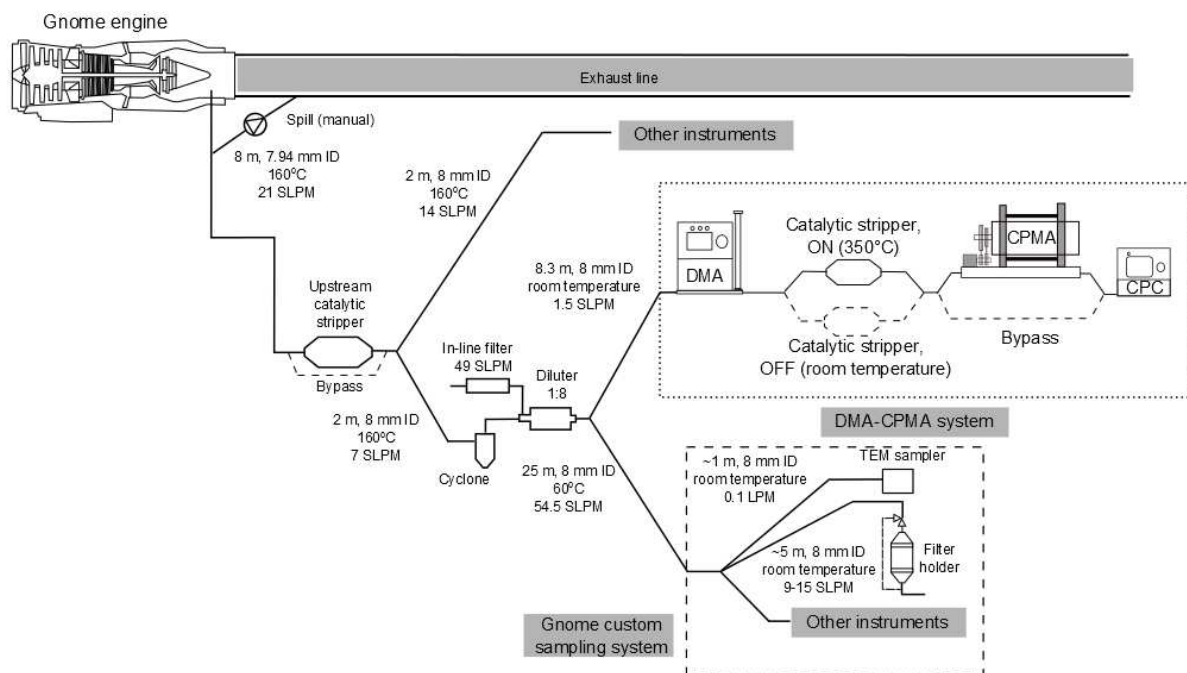 Gnome engine
Exhaust line
Spill (manual)
8 m, 7.94 mm ID
160°C
21 SLPM
Other instruments
2 m, 8 mm ID
160°C
14 SLPM
Upstream
catalytic
stripper
Bypass
2 m, 8 mm ID
160°C
7 SLPM
In-line filter
49 SLPM
Cyclone
Diluter
1:8
8.3 m, 8 mm ID
room temperature
1.5 SLPM
DMA
Catalytic stripper,
ON (350°C)
Catalytic stripper,
OFF (room temperature)
CPMA
Bypass
CPC
DMA-CPMA system
25 m, 8 mm ID
60°C
54.5 SLPM
~1 m, 8 mm ID
room temperature
0.1 LPM
TEM sampler
~5 m, 8 mm ID
room temperature
9-15 SLPM
Filter
holder
Other instruments
Gnome custom
sampling system